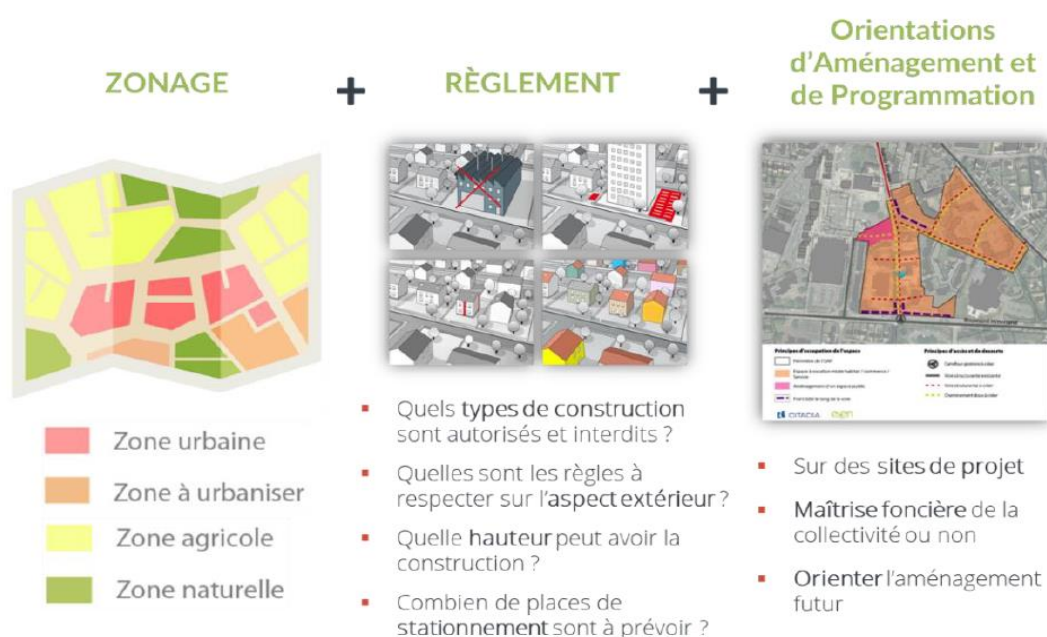 ZONAGE
+
RÈGLEMENT
+
Orientations
d'Aménagement et
de Programmation
Zone urbaine
Zone à urbaniser
Zone agricole
Zone naturelle
▪ Quels types de construction
sont autorisés et interdits ?
▪ Quelles sont les règles à
respecter sur l'aspect extérieur ?
▪ Quelle hauteur peut avoir la
construction ?
▪ Combien de places de
stationnement sont à prévoir ?
Principes d'occupation de l'espace
Principes d'accès et de desserte
CITADIA
▪ Sur des sites de projet
▪ Maîtrise foncière de la
collectivité ou non
▪ Orienter l'aménagement
futur